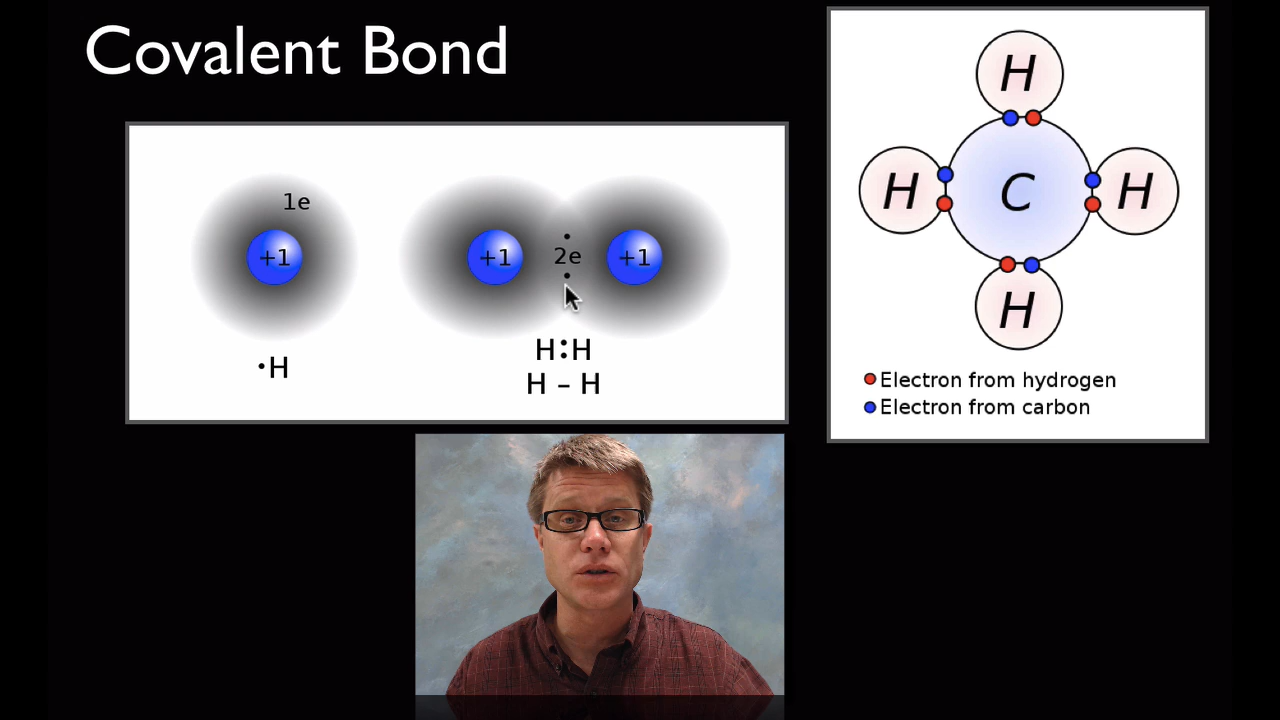 Covalent Bond
1e
+1
+1
2e
+1
·H
H:H
H – H
H
H
C
H
H
Electron from hydrogen
Electron from carbon